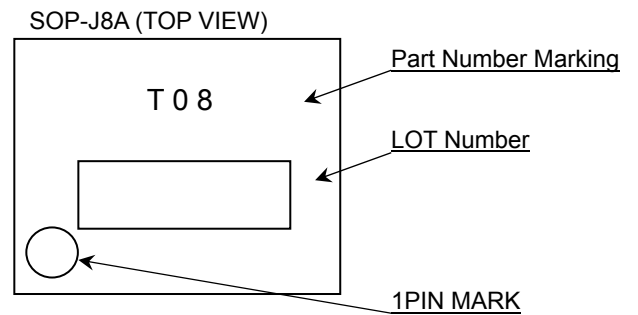 SOP-J8A (TOP VIEW)
Part Number Marking
T 0 8
LOT Number
1PIN MARK